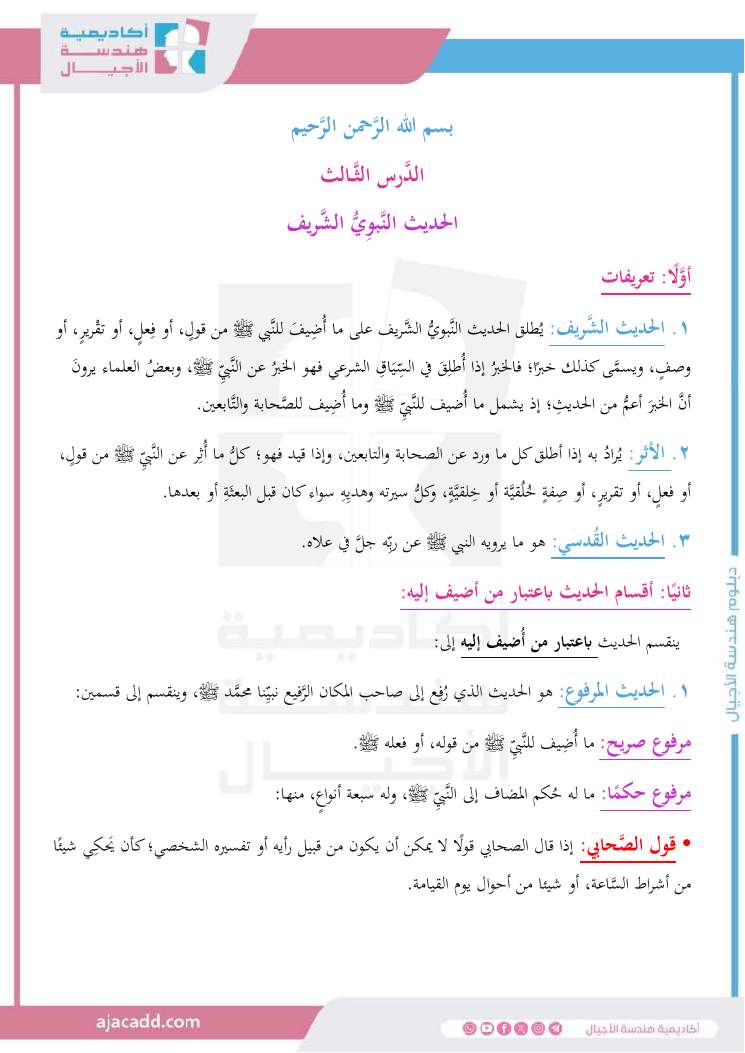 أكاديمية
هندسة
الأجيال
بسم الله الرَّحمن الرَّحيم
الدَّرس الثَّالث
الحديث النَّبوِيُّ الشَّريف
أوَّلًا: تعريفات
١. الحديث الشَّريف: يُطلق الحديث النَّبويُّ الشَّريف على ما أُضِيفَ للنَّبي ﷺ من قولٍ، أو فِعلٍ، أو تقْريرٍ، أو
وصفٍ، ويسمَّى كذلك خبرًا؛ فالخبرُ إذا أُطلِقَ في السِّيَاقِ الشرعي فهو الخبرُ عن النَّبيّ ﷺ، وبعضُ العلماء يرونَ
أنَّ الخبرَ أعمُّ من الحديثِ؛ إذ يشمل ما أُضيف للنَّبيّ ﷺ وما أُضِيف للصَّحابة والتَّابعين.
٢. الأثر: يُرادُ به إذا أطلق كل ما ورد عن الصحابة والتابعين، وإذا قيد فهو؛ كلُّ ما أُثِر عن النَّبيّ ﷺ من قولٍ،
أو فعلٍ، أو تقريرٍ، أو صِفةٍ خُلُقيَّة أو خِلقيَّةٍ، وكلُّ سيرته وهديِهِ سواء كان قبل البعثَةِ أو بعدها.
٣. الحديث القُدسي: هو ما يرويه النبي ﷺ عن ربِّه جلَّ في علاه.
ثانيًا: أقسام الحديث باعتبار من أضيف إليه:
ينقسم الحديث باعتبار من أُضيف إليه إلى:
١. الحديث المرفوع: هو الحديث الذي رُفِع إلى صاحب المكان الرَّفيع نبيِّنا محمَّد ﷺ، وينقسم إلى قسمين:
مرفوع صريح: ما أُضيف للنَّبيّ ﷺ من قوله، أو فعله ﷺ.
مرفوع حكمًا: ما له حُكم المضاف إلى النَّبيّ ﷺ، وله سبعة أنواعٍ، منها:
• قول الصَّحابي: إذا قال الصحابي قولًا لا يمكن أن يكون من قبيل رأيه أو تفسيره الشخصي؛ كأن يَحكِي شيئًا
من أشراط السَّاعة، أو شيئا من أحوال يوم القيامة.
أكاديمية
هندسة
الأجيال
دبلوم هندسة الأجيال
أكاديمية هندسة الأجيال
ajacadd.com